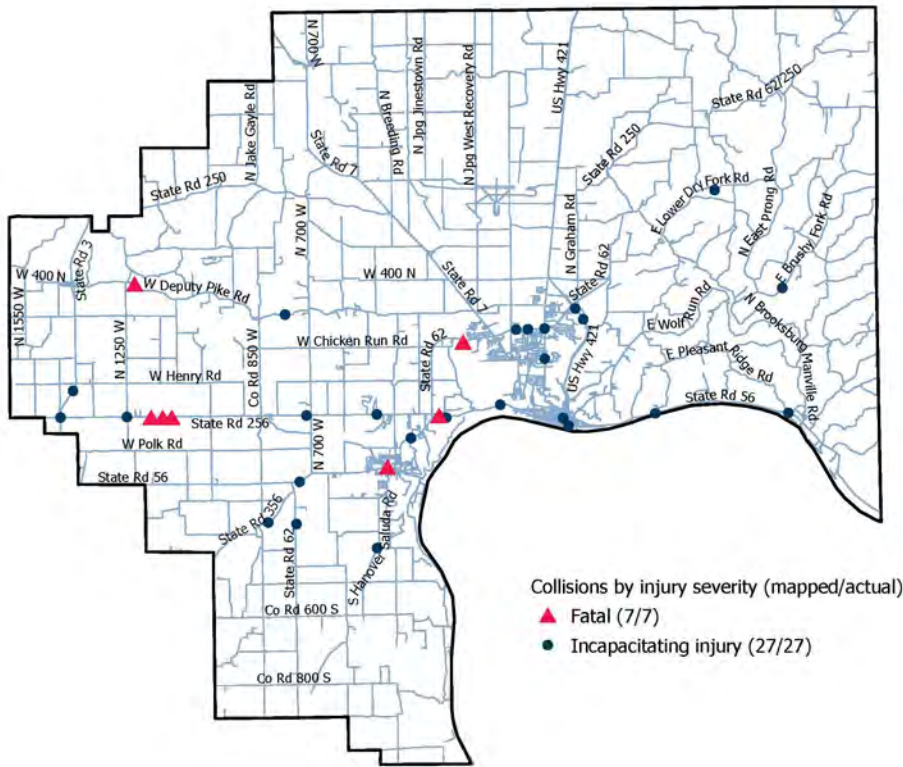 N 700 W
N Jake Gayle Rd
N Breeding Rd
N Jpg Jinestown Rd
N Jpg West Recovery Rd
US Hwy 421
State Rd 62/250
State Rd 7
State Rd 250
State Rd 250
E Lower Dry Fork Rd
N East prong Rd
E Brushy Fork Rd
State Rd 3
W 400 N
W Deputy Pike Rd
N 700 W
W 400 N
State Rd 7
N Graham Rd
State Rd 62
N 1550 W
N 1250 W
Co Rd 850 W
W Chicken Run Rd
State Rd 62
US Hwy 421
E Wolf Run Rd
N Brooksburg Manville Rd
E Pleasant Ridge Rd
W Henry Rd
State Rd 56
State Rd 256
W Polk Rd
N 700 W
State Rd 56
State Rd 356
State Rd 62
S Hanover Saluda Rd
Co Rd 600 S
Co Rd 800 S
Collisions by injury severity (mapped/actual)
Fatal (7/7)
Incapacitating injury (27/27)